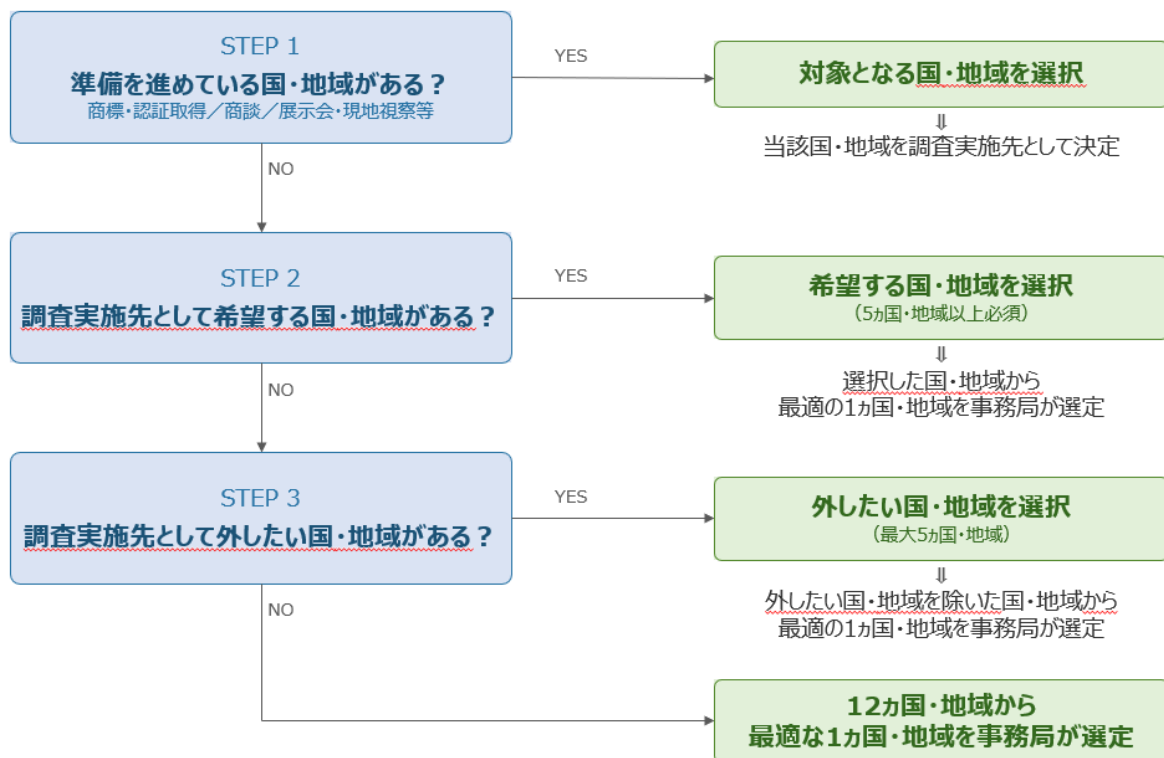 STEP 1
準備を進めている国・地域がある？
商標・認証取得／商談／展示会・現地視察等
YES
対象となる国・地域を選択
⇓
当該国・地域を調査実施先として決定
NO
STEP 2
調査実施先として希望する国・地域がある？
YES
希望する国・地域を選択
（5ヵ国・地域以上必須）
⇓
選択した国・地域から
最適の1ヵ国・地域を事務局が選定
NO
STEP 3
調査実施先として外したい国・地域がある？
YES
外したい国・地域を選択
（最大5ヵ国・地域）
⇓
外したい国・地域を除いた国・地域から
最適の1ヵ国・地域を事務局が選定
NO
12ヵ国・地域から
最適な1ヵ国・地域を事務局が選定